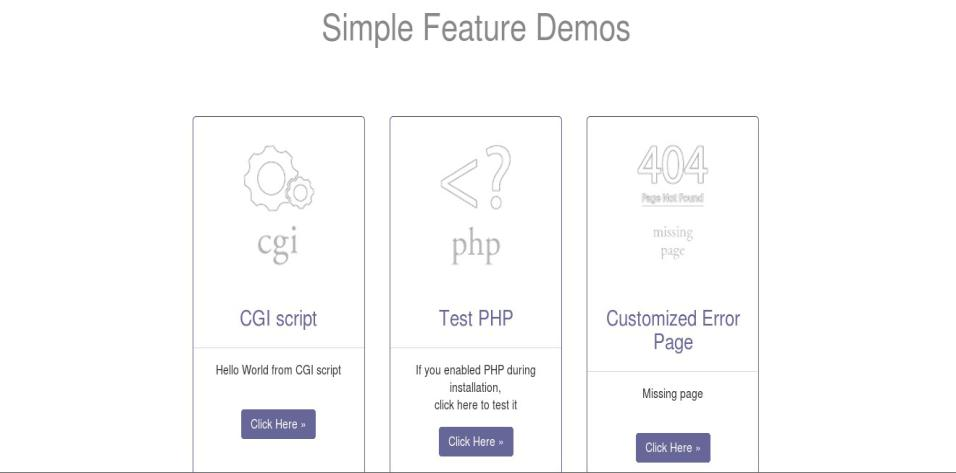 Simple Feature Demos
cgi
CGI script
Hello World from CGI script
Click Here »
<?
php
Test PHP
If you enabled PHP during
installation,
click here to test it
Click Here »
404
Page Not Found
missing
page
Customized Error
Page
Missing page
Click Here »